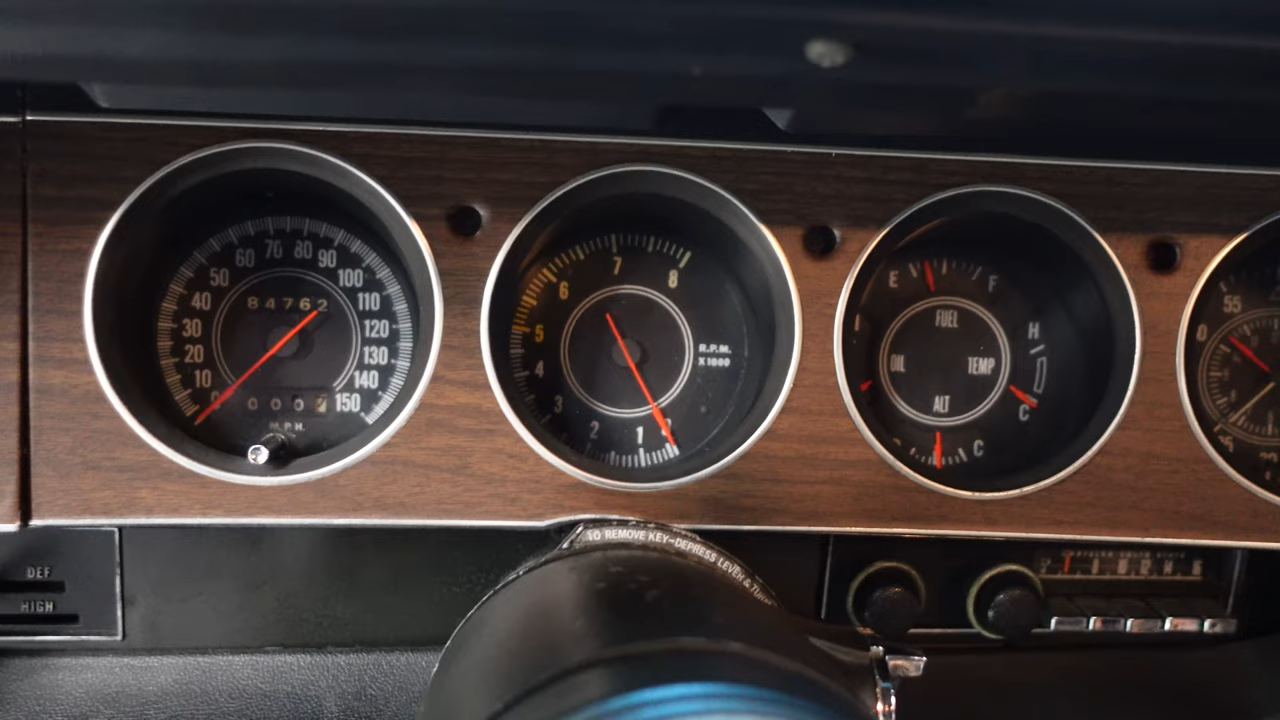 0 10 20 30 40 50 60 70 80 90 100 110 120 130 140 150
84762
000
M.P.H.
1 2 3 4 5 6 7 8
R.P.M.
X1000
E F
FUEL
OIL
TEMP
ALT
H
C
C
55
DEF
HIGH
TO REMOVE KEY-DEPRESS LEVER & TURN